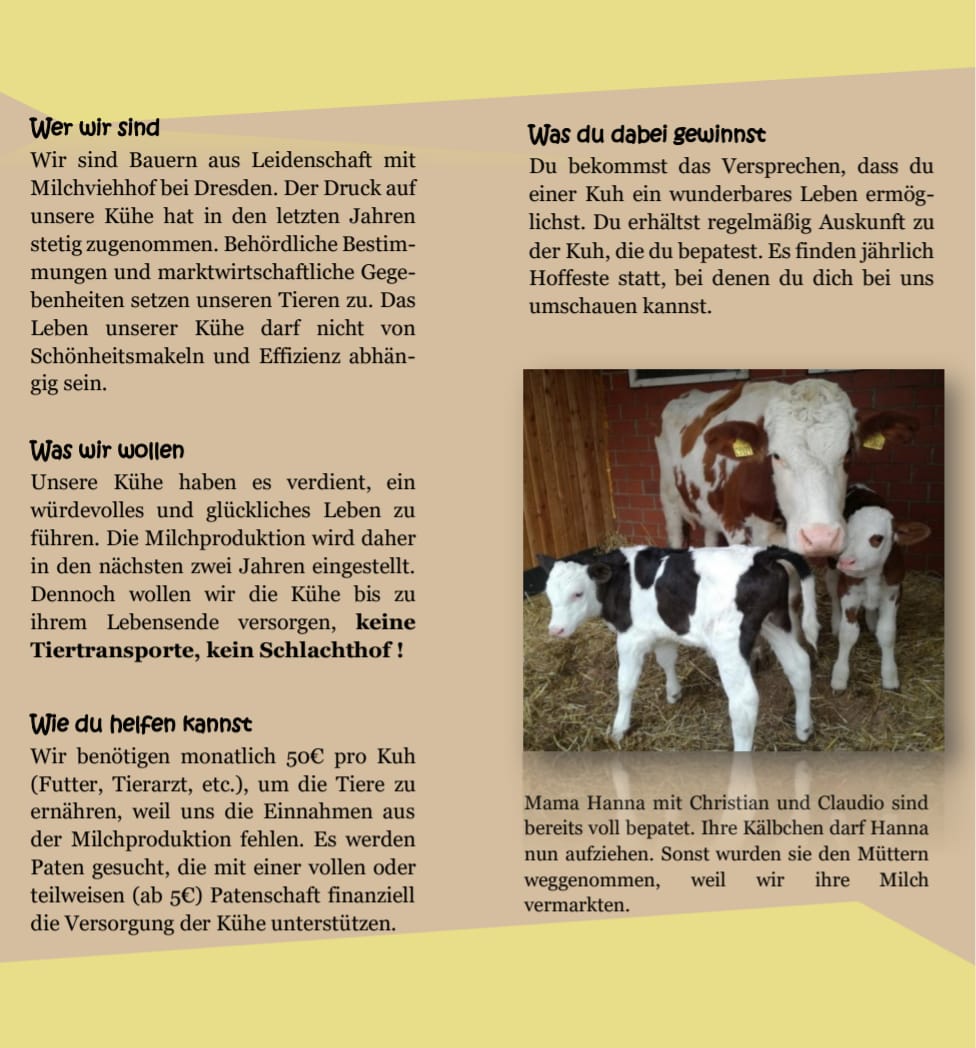 Wer wir sind
Wir sind Bauern aus Leidenschaft mit
Milchviehhof bei Dresden. Der Druck auf
unsere Kühe hat in den letzten Jahren
stetig zugenommen. Behördliche Bestim-
mungen und marktwirtschaftliche Gege-
benheiten setzen unseren Tieren zu. Das
Leben unserer Kühe darf nicht von
Schönheitsmakeln und Effizienz abhän-
gig sein.
Was wir wollen
Unsere Kühe haben es verdient, ein
würdevolles und glückliches Leben zu
führen. Die Milchproduktion wird daher
in den nächsten zwei Jahren eingestellt.
Dennoch wollen wir die Kühe bis zu
ihrem Lebensende versorgen, keine
Tiertransporte, kein Schlachthof !
Wie du helfen kannst
Wir benötigen monatlich 50€ pro Kuh
(Futter, Tierarzt, etc.), um die Tiere zu
ernähren, weil uns die Einnahmen aus
der Milchproduktion fehlen. Es werden
Paten gesucht, die mit einer vollen oder
teilweisen (ab 5€) Patenschaft finanziell
die Versorgung der Kühe unterstützen.
Was du dabei gewinnst
Du bekommst das Versprechen, dass du
einer Kuh ein wunderbares Leben ermög-
lichst. Du erhältst regelmäßig Auskunft zu
der Kuh, die du bepatest. Es finden jährlich
Hoffeste statt, bei denen du dich bei uns
umschauen kannst.
Mama Hanna mit Christian und Claudio sind
bereits voll bepatet. Ihre Kälbchen darf Hanna
nun aufziehen. Sonst wurden sie den Müttern
weggenommen, weil wir ihre Milch
vermarkten.